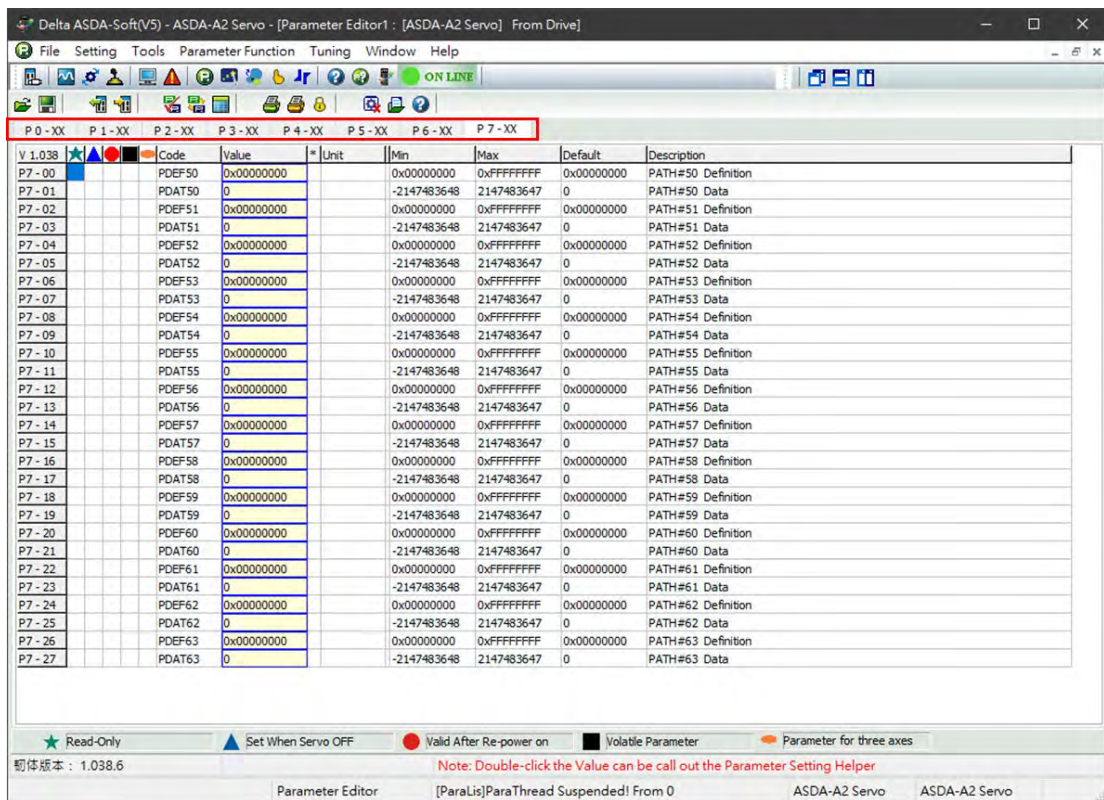 Delta ASDA-Soft(V5) - ASDA-A2 Servo - [Parameter Editor1 : [ASDA-A2 Servo] From Drive]
File Setting Tools Parameter Function Tuning Window Help
ON LINE
P 0 - XX P 1 - XX P 2 - XX P 3 - XX P 4 - XX P 5 - XX P 6 - XX P 7 - XX
V 1.038 Code Value * Unit Min Max Default Description
P7 - 00 PDEF50 0x00000000 0x00000000 0xFFFFFFFF 0x00000000 PATH#50 Definition
P7 - 01 PDAT50 0 -2147483648 2147483647 0 PATH#50 Data
P7 - 02 PDEF51 0x00000000 0x00000000 0xFFFFFFFF 0x00000000 PATH#51 Definition
P7 - 03 PDAT51 0 -2147483648 2147483647 0 PATH#51 Data
P7 - 04 PDEF52 0x00000000 0x00000000 0xFFFFFFFF 0x00000000 PATH#52 Definition
P7 - 05 PDAT52 0 -2147483648 2147483647 0 PATH#52 Data
P7 - 06 PDEF53 0x00000000 0x00000000 0xFFFFFFFF 0x00000000 PATH#53 Definition
P7 - 07 PDAT53 0 -2147483648 2147483647 0 PATH#53 Data
P7 - 08 PDEF54 0x00000000 0x00000000 0xFFFFFFFF 0x00000000 PATH#54 Definition
P7 - 09 PDAT54 0 -2147483648 2147483647 0 PATH#54 Data
P7 - 10 PDEF55 0x00000000 0x00000000 0xFFFFFFFF 0x00000000 PATH#55 Definition
P7 - 11 PDAT55 0 -2147483648 2147483647 0 PATH#55 Data
P7 - 12 PDEF56 0x00000000 0x00000000 0xFFFFFFFF 0x00000000 PATH#56 Definition
P7 - 13 PDAT56 0 -2147483648 2147483647 0 PATH#56 Data
P7 - 14 PDEF57 0x00000000 0x00000000 0xFFFFFFFF 0x00000000 PATH#57 Definition
P7 - 15 PDAT57 0 -2147483648 2147483647 0 PATH#57 Data
P7 - 16 PDEF58 0x00000000 0x00000000 0xFFFFFFFF 0x00000000 PATH#58 Definition
P7 - 17 PDAT58 0 -2147483648 2147483647 0 PATH#58 Data
P7 - 18 PDEF59 0x00000000 0x00000000 0xFFFFFFFF 0x00000000 PATH#59 Definition
P7 - 19 PDAT59 0 -2147483648 2147483647 0 PATH#59 Data
P7 - 20 PDEF60 0x00000000 0x00000000 0xFFFFFFFF 0x00000000 PATH#60 Definition
P7 - 21 PDAT60 0 -2147483648 2147483647 0 PATH#60 Data
P7 - 22 PDEF61 0x00000000 0x00000000 0xFFFFFFFF 0x00000000 PATH#61 Definition
P7 - 23 PDAT61 0 -2147483648 2147483647 0 PATH#61 Data
P7 - 24 PDEF62 0x00000000 0x00000000 0xFFFFFFFF 0x00000000 PATH#62 Definition
P7 - 25 PDAT62 0 -2147483648 2147483647 0 PATH#62 Data
P7 - 26 PDEF63 0x00000000 0x00000000 0xFFFFFFFF 0x00000000 PATH#63 Definition
P7 - 27 PDAT63 0 -2147483648 2147483647 0 PATH#63 Data
Read-Only Set When Servo OFF Valid After Re-power on Volatile Parameter Parameter for three axes
韧体版本： 1.038.6 Note: Double-click the Value can be call out the Parameter Setting Helper
Parameter Editor [ParaLis]ParaThread Suspended! From 0 ASDA-A2 Servo ASDA-A2 Servo